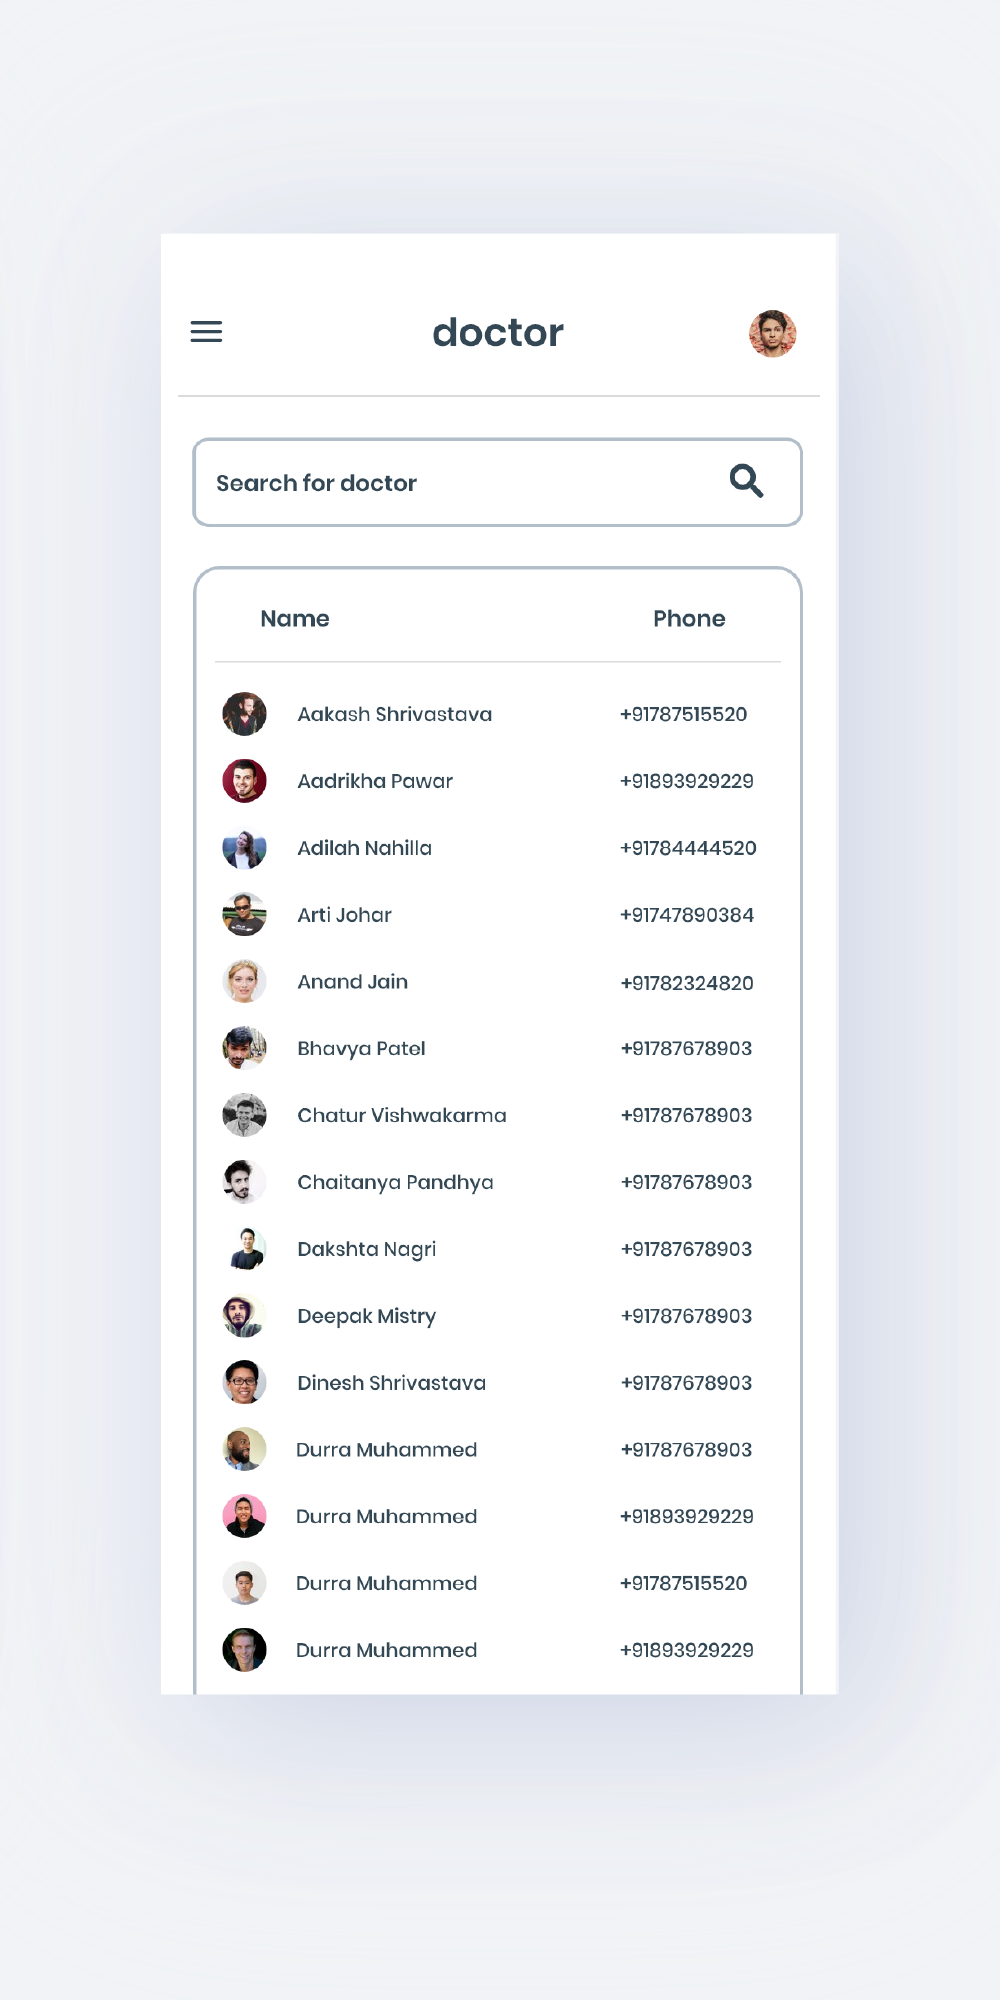 doctor
Search for doctor
Name Phone
Aakash Shrivastava +91787515520
Aadrikha Pawar +91893929229
Adilah Nahilla +91784444520
Arti Johar +91747890384
Anand Jain +91782324820
Bhavya Patel +91787678903
Chatur Vishwakarma +91787678903
Chaitanya Pandhya +91787678903
Dakshta Nagri +91787678903
Deepak Mistry +91787678903
Dinesh Shrivastava +91787678903
Durra Muhammed +91787678903
Durra Muhammed +91893929229
Durra Muhammed +91787515520
Durra Muhammed +91893929229